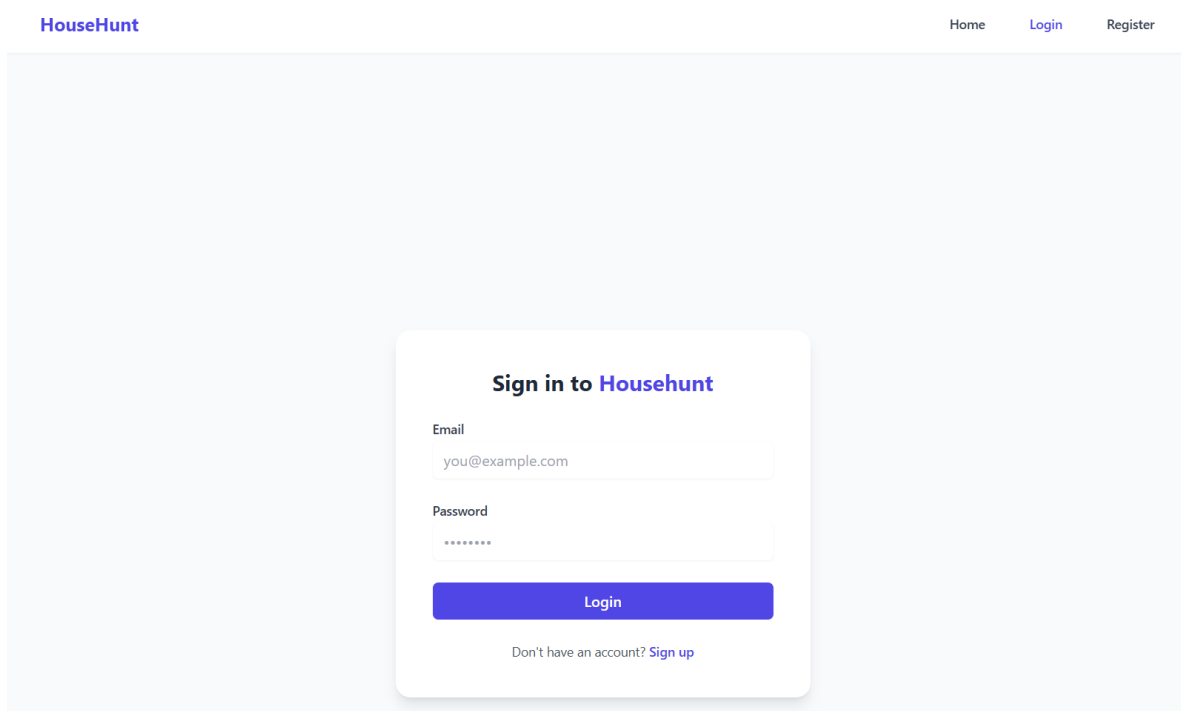 HouseHunt
Home Login Register
Sign in to Househunt
Email
you@example.com
Password
••••••••
Login
Don't have an account? Sign up